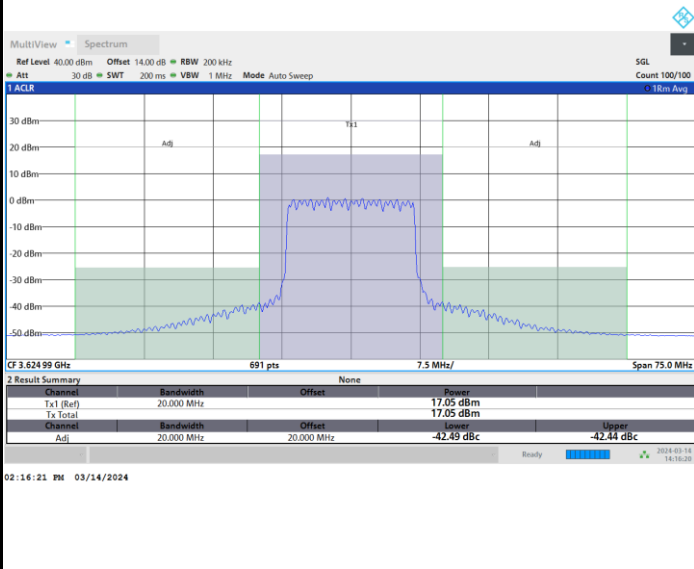 MultiView Spectrum
Ref Level 40.00 dBm Offset 14.00 dB RBW 200 kHz SGL
Att 30 dB SWT 200 ms VBW 1 MHz Mode Auto Sweep Count 100/100
1 ACLR 1Rm Avg
30 dBm
Tx1
20 dBm
Adj Adj
10 dBm
0 dBm
-10 dBm
-20 dBm
-30 dBm
-40 dBm
-50 dBm
CF 3.624 99 GHz 691 pts 7.5 MHz/ Span 75.0 MHz
2 Result Summary None
Channel Bandwidth Offset Power
Tx1 (Ref) 20.000 MHz 17.05 dBm
Tx Total 17.05 dBm
Channel Bandwidth Offset Lower Upper
Adj 20.000 MHz 20.000 MHz -42.49 dBc -42.44 dBc
Ready 2024-03-14
14:16:20
02:16:21 PM 03/14/2024